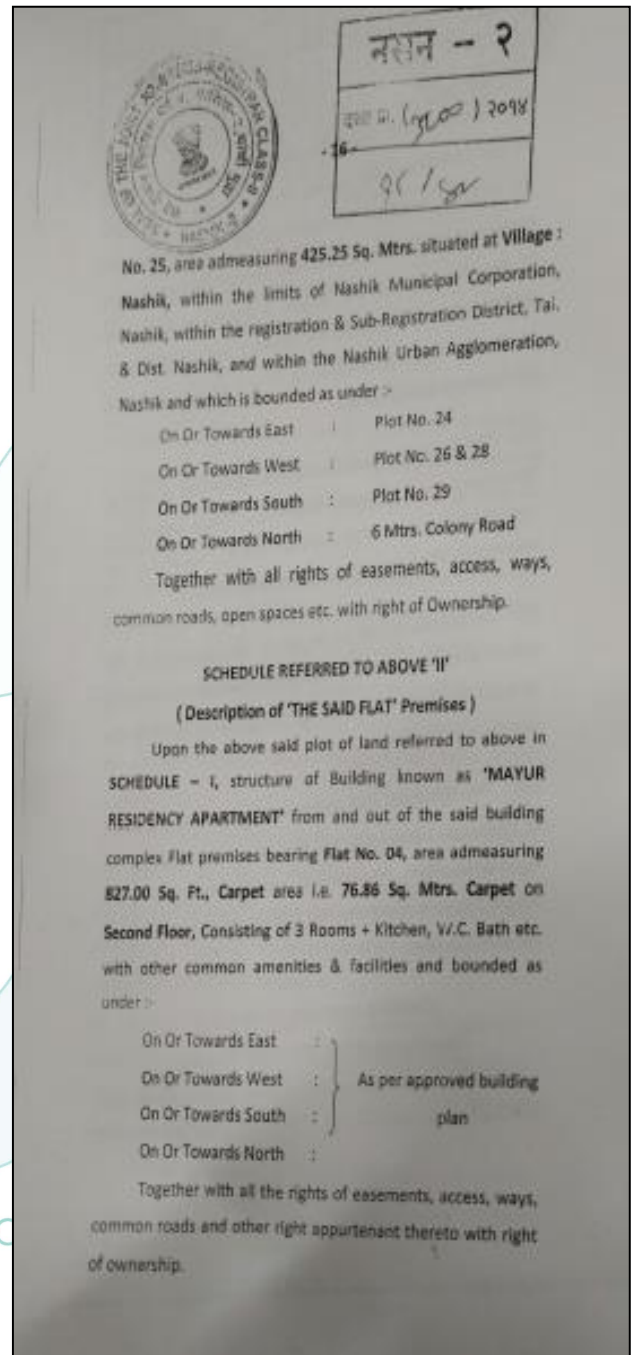 नसन - २
दस्त क्र. ( ) २०१४
- 16 -
No. 25, area admeasuring 425.25 Sq. Mtrs. situated at Village :
Nashik, within the limits of Nashik Municipal Corporation,
Nashik, within the registration & Sub-Registration District, Tal.
& Dist. Nashik, and within the Nashik Urban Agglomeration,
Nashik and which is bounded as under :-
On Or Towards East : Plot No. 24
On Or Towards West : Plot No. 26 & 28
On Or Towards South : Plot No. 29
On Or Towards North : 6 Mtrs. Colony Road
Together with all rights of easements, access, ways,
common roads, open spaces etc. with right of Ownership.
SCHEDULE REFERRED TO ABOVE 'II'
( Description of 'THE SAID FLAT' Premises )
Upon the above said plot of land referred to above in
SCHEDULE – I, structure of Building known as 'MAYUR
RESIDENCY APARTMENT' from and out of the said building
complex Flat premises bearing Flat No. 04, area admeasuring
827.00 Sq. Ft., Carpet area i.e. 76.86 Sq. Mtrs. Carpet on
Second Floor, Consisting of 3 Rooms + Kitchen, W.C. Bath etc.
with other common amenities & facilities and bounded as
under :-
On Or Towards East :
On Or Towards West : As per approved building
On Or Towards South : plan
On Or Towards North :
Together with all the rights of easements, access, ways,
common roads and other right appurtenant thereto with right
of ownership.